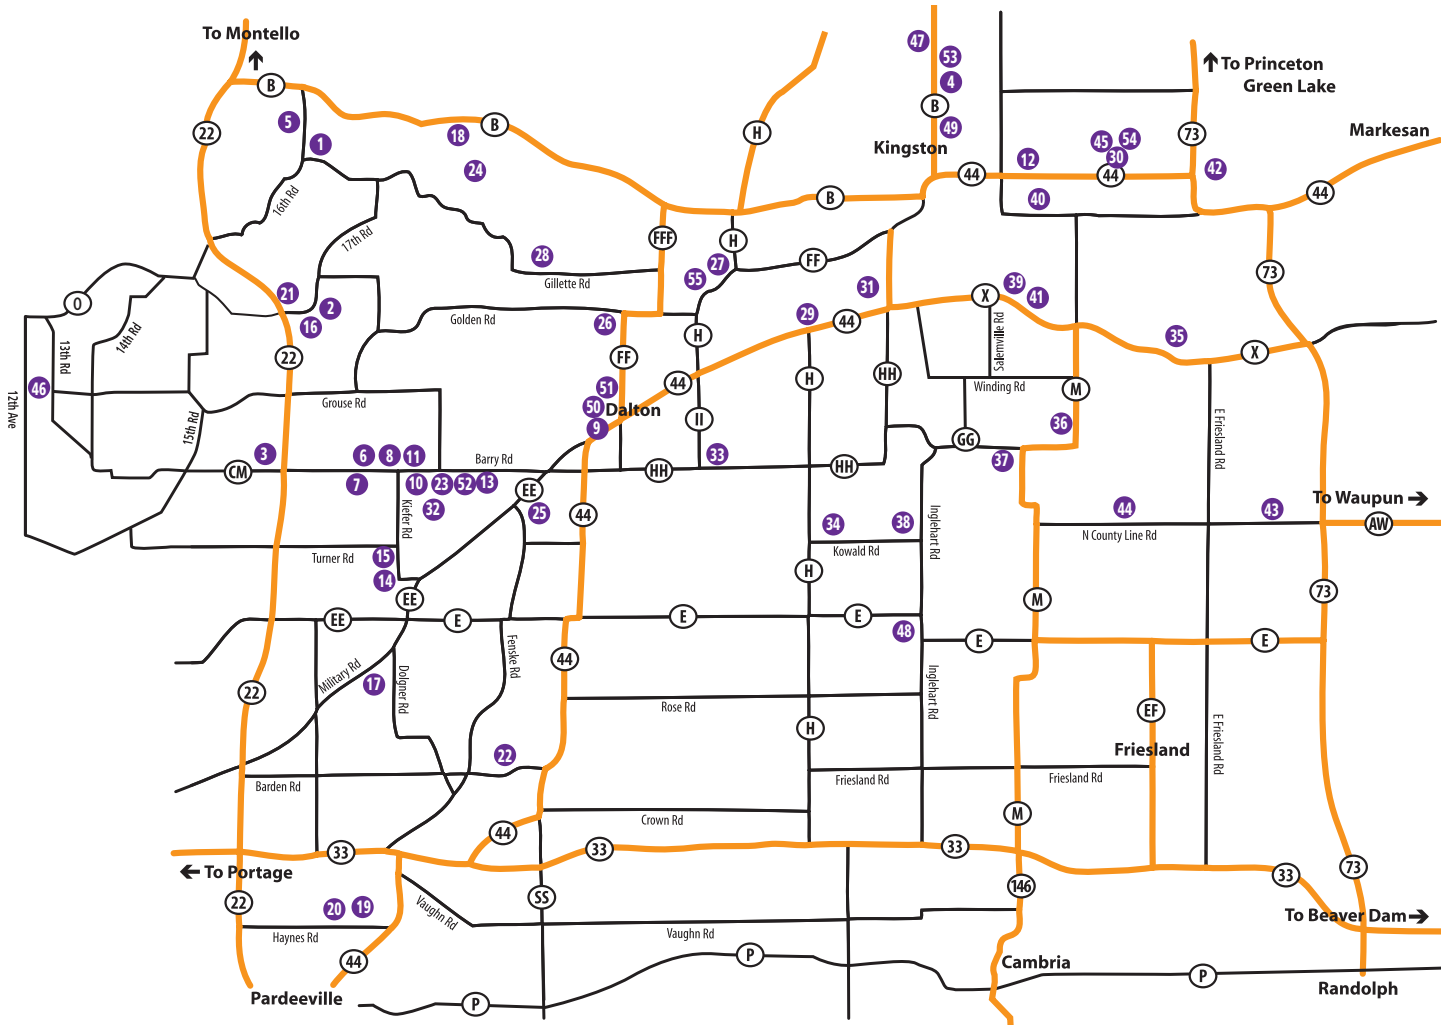 To Montello
B
5
22
1
18
B
24
H
47
53
4
B
49
Kingston
44
12
45
54
30
44
40
73
42
To Princeton
Green Lake
Markesan
44
16th Rd
17th Rd
28
Gillette Rd
FFF
H
27
55
FF
B
31
X
39
41
73
O
14th Rd
13th Rd
21
2
16
22
Golden Rd
26
FF
H
29
44
HH
Salemville Rd
35
X
12th Ave
46
15th Rd
Grouse Rd
51
50
Dalton
9
44
H
II
Winding Rd
M
36
GG
37
E Friesland Rd
CM
3
6
8
11
7
10
23
52
13
32
Barry Rd
EE
25
HH
33
HH
Kiefer Rd
44
34
38
Kowald Rd
Inglehart Rd
44
43
N County Line Rd
To Waupun
AW
Turner Rd
15
14
EE
H
M
73
EE
E
E
E
48
E
E
Military Rd
17
Dolgner Rd
Fenske Rd
44
22
Rose Rd
Inglehart Rd
H
EF
Friesland
E Friesland Rd
22
Barden Rd
Friesland Rd
Friesland Rd
Crown Rd
M
44
33
33
33
To Portage
22
20
19
Haynes Rd
Vaughn Rd
SS
Vaughn Rd
146
33
73
To Beaver Dam
44
Pardeeville
P
P
Cambria
P
Randolph